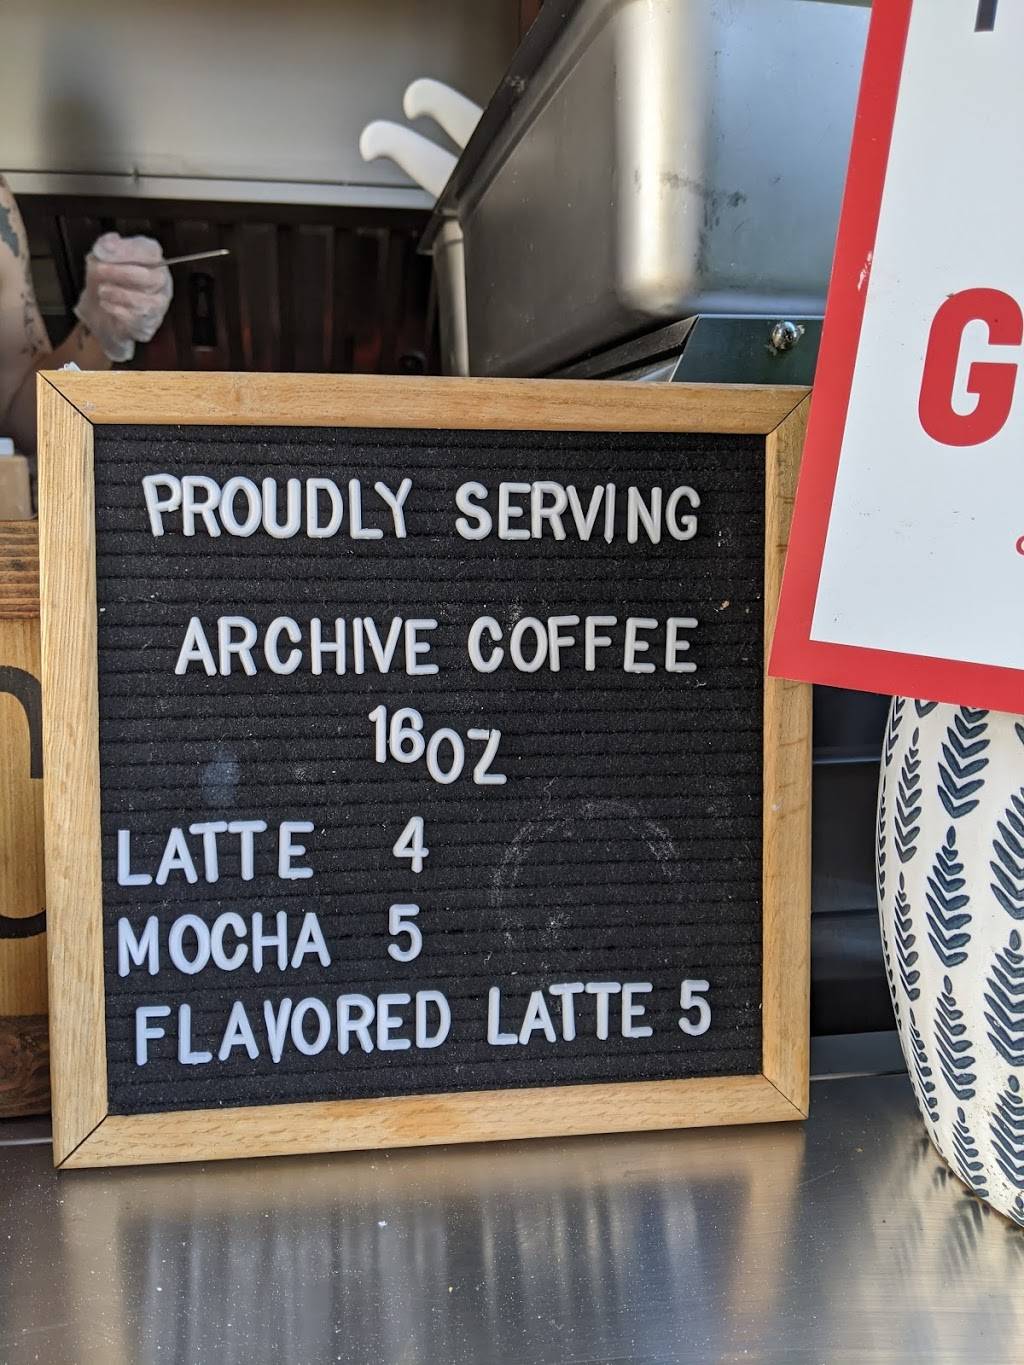 PROUDLY SERVING
ARCHIVE COFFEE
16OZ
LATTE 4
MOCHA 5
FLAVORED LATTE 5
G